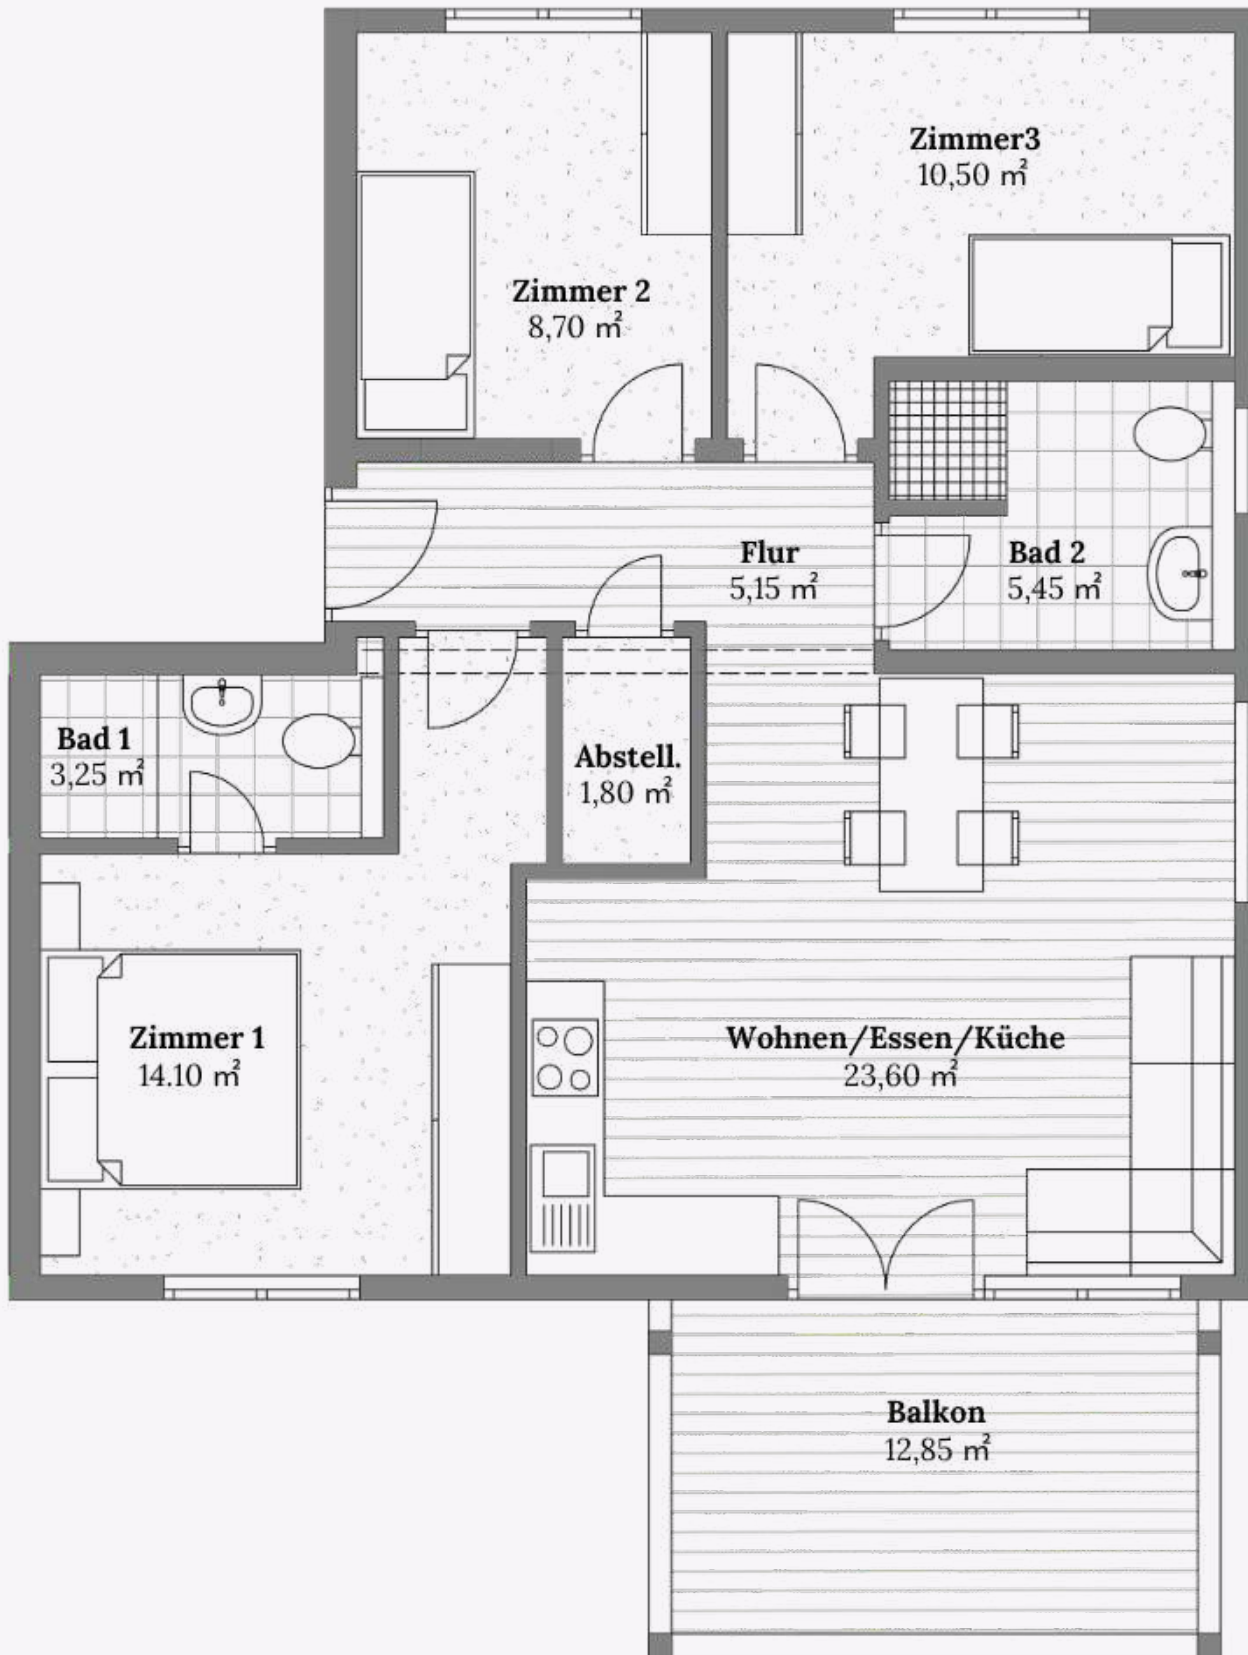 Zimmer3
10,50 m²
Zimmer 2
8,70 m²
Flur
5,15 m²
Bad 2
5,45 m²
Bad 1
3,25 m²
Abstell.
1,80 m²
Zimmer 1
14.10 m²
Wohnen/Essen/Küche
23,60 m²
Balkon
12,85 m²